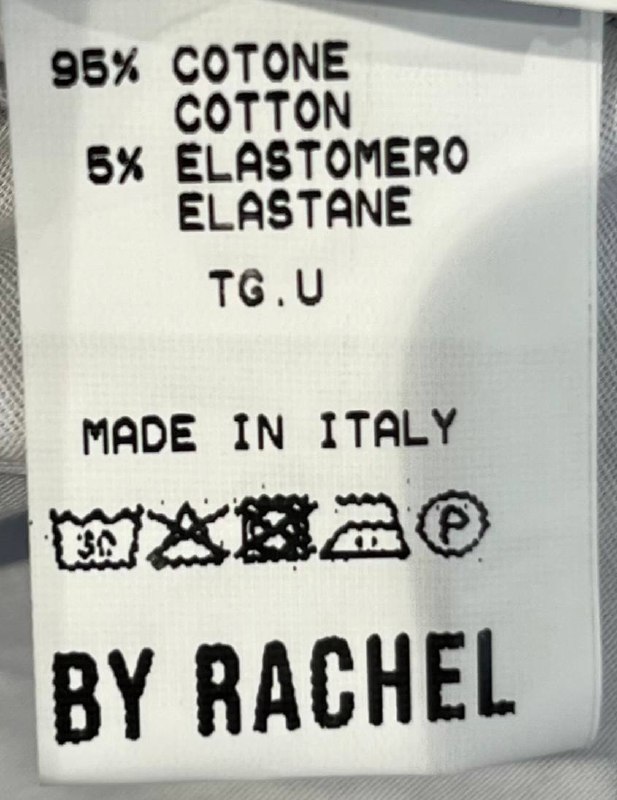 95% COTONE
COTTON
5% ELASTOMERO
ELASTANE
TG.U
MADE IN ITALY
30 P
BY RACHEL